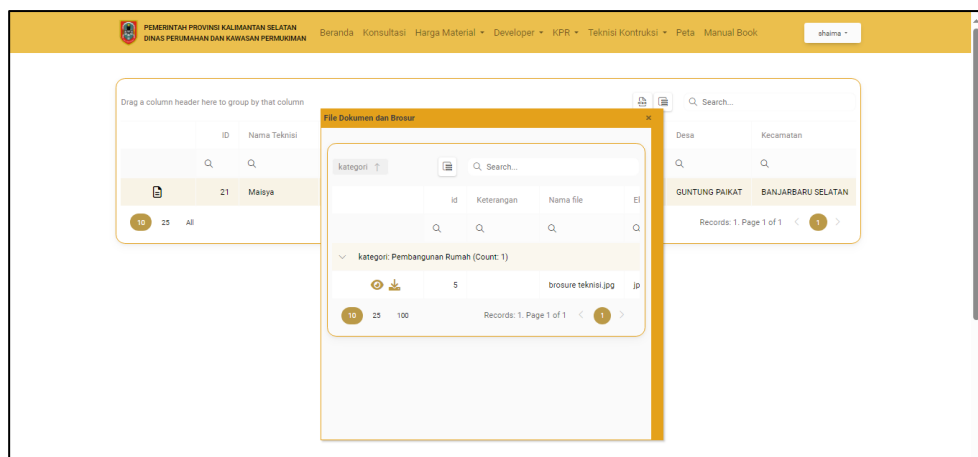 PEMERINTAH PROVINSI KALIMANTAN SELATAN
DINAS PERUMAHAN DAN KAWASAN PERMUKIMAN
Beranda Konsultasi Harga Material Developer KPR Teknisi Kontruksi Peta Manual Book
shaima
Drag a column header here to group by that column
Search...
ID Nama Teknisi Desa Kecamatan
21 Maisya GUNTUNG PAIKAT BANJARBARU SELATAN
10 25 All
Records: 1. Page 1 of 1 < 1 >
File Dokumen dan Brosur ×
kategori ↑ Search...
id Keterangan Nama file El
kategori: Pembangunan Rumah (Count: 1)
5 brosure teknisi.jpg jp
10 25 100 Records: 1. Page 1 of 1 < 1 >